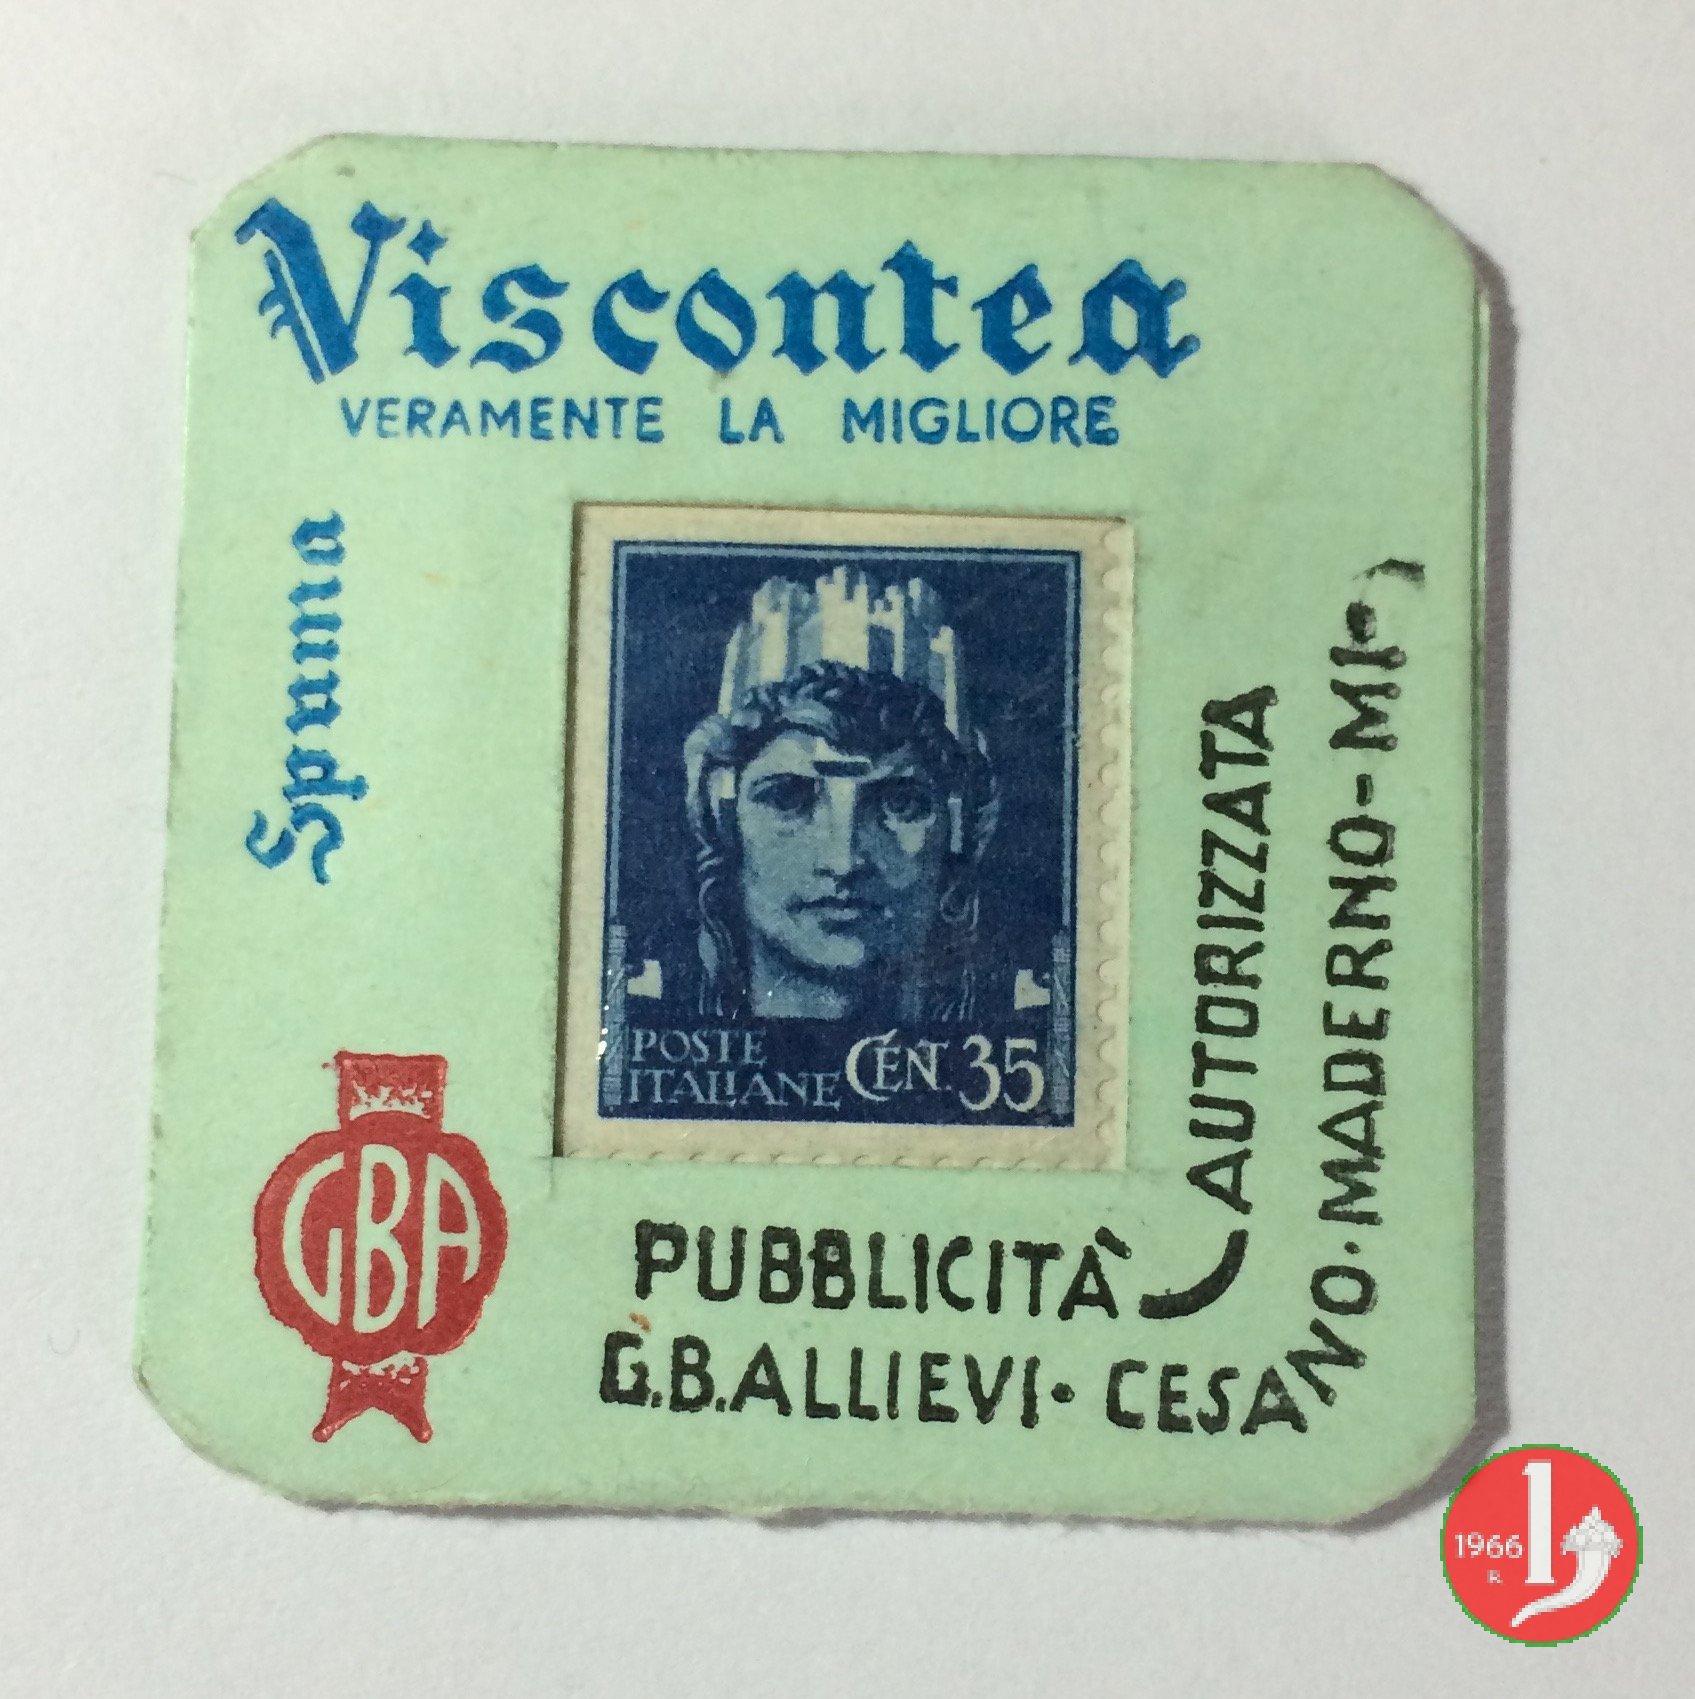 Viscontea
VERAMENTE LA MIGLIORE
Spuma
POSTE
ITALIANE
CENT. 35
GBA
PUBBLICITÀ AUTORIZZATA
G.B.ALLIEVI · CESANO · MADERNO - MI
1966
R